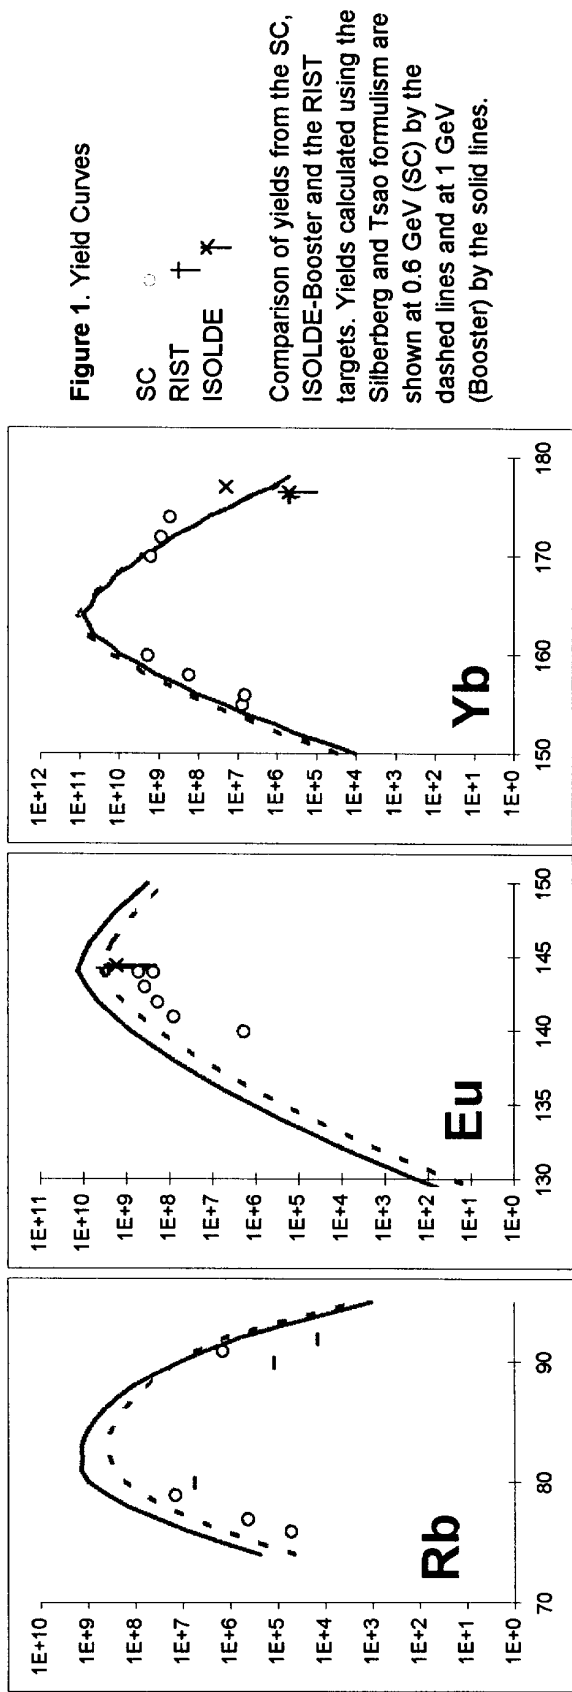 Figure 1. Yield Curves
SC
RIST
ISOLDE
Comparison of yields from the SC,
ISOLDE-Booster and the RIST
targets. Yields calculated using the
Silberberg and Tsao formulism are
shown at 0.6 GeV (SC) by the
dashed lines and at 1 GeV
(Booster) by the solid lines.
1E+10
1E+9
1E+8
1E+7
1E+6
1E+5
1E+4
1E+3
1E+2
1E+1
1E+0
70
80
90
Rb
1E+11
1E+10
1E+9
1E+8
1E+7
1E+6
1E+5
1E+4
1E+3
1E+2
1E+1
1E+0
130
135
140
145
150
Eu
1E+12
1E+11
1E+10
1E+9
1E+8
1E+7
1E+6
1E+5
1E+4
1E+3
1E+2
1E+1
1E+0
150
160
170
180
Yb